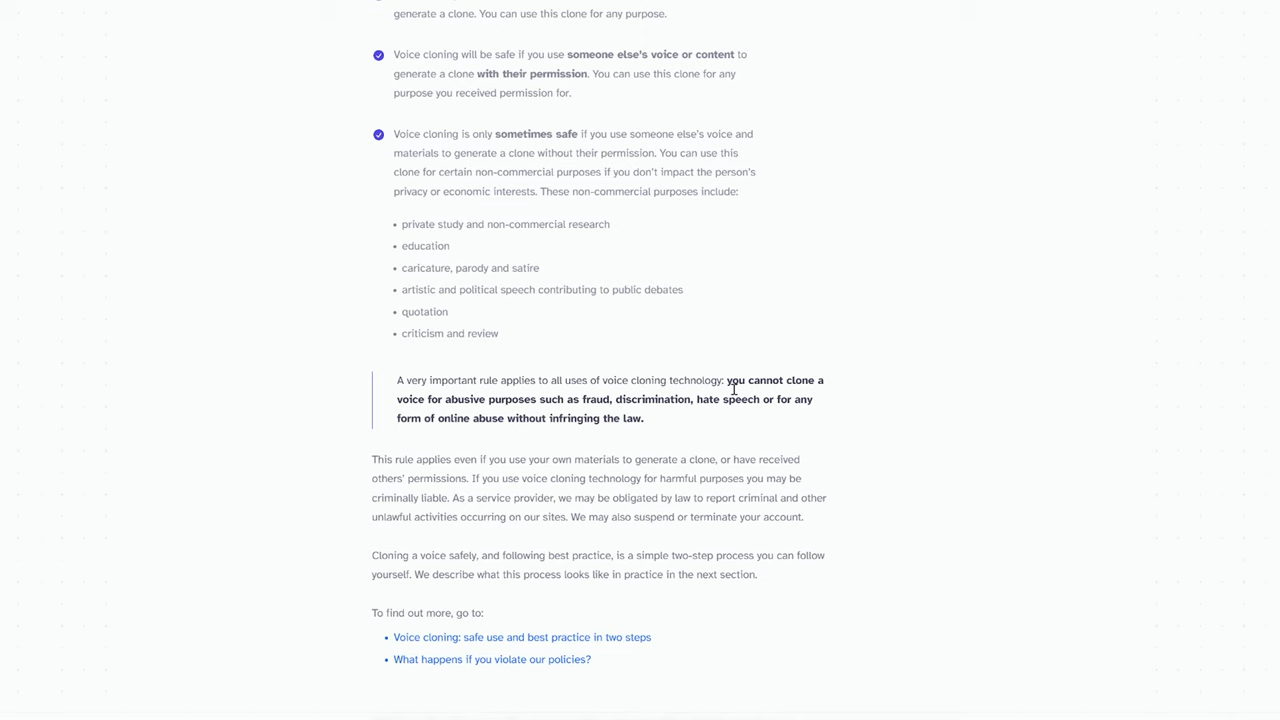 generate a clone. You can use this clone for any purpose.
Voice cloning will be safe if you use someone else's voice or content to
generate a clone with their permission. You can use this clone for any
purpose you received permission for.
Voice cloning is only sometimes safe if you use someone else's voice and
materials to generate a clone without their permission. You can use this
clone for certain non-commercial purposes if you don't impact the person's
privacy or economic interests. These non-commercial purposes include:
• private study and non-commercial research
• education
• caricature, parody and satire
• artistic and political speech contributing to public debates
• quotation
• criticism and review
A very important rule applies to all uses of voice cloning technology: you cannot clone a
voice for abusive purposes such as fraud, discrimination, hate speech or for any
form of online abuse without infringing the law.
This rule applies even if you use your own materials to generate a clone, or have received
others' permissions. If you use voice cloning technology for harmful purposes you may be
criminally liable. As a service provider, we may be obligated by law to report criminal and other
unlawful activities occurring on our sites. We may also suspend or terminate your account.
Cloning a voice safely, and following best practice, is a simple two-step process you can follow
yourself. We describe what this process looks like in practice in the next section.
To find out more, go to:
• Voice cloning: safe use and best practice in two steps
• What happens if you violate our policies?